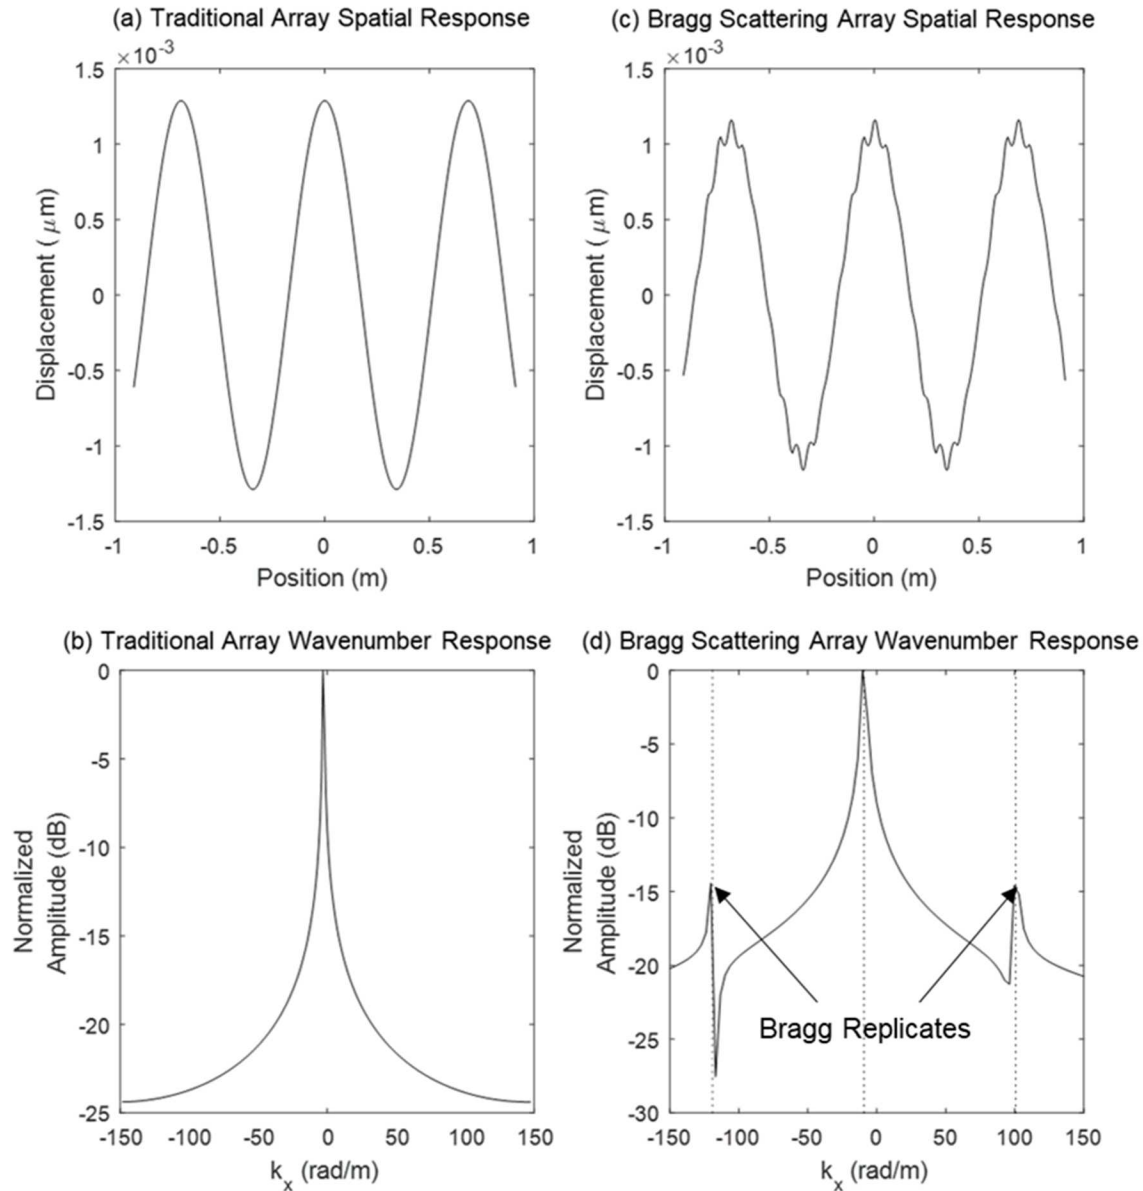 (a) Traditional Array Spatial Response
×10-3
1.5
1
0.5
0
-0.5
-1
-1.5
Displacement ( μm)
-1 -0.5 0 0.5 1
Position (m)
(c) Bragg Scattering Array Spatial Response
×10-3
1.5
1
0.5
0
-0.5
-1
-1.5
Displacement ( μm)
-1 -0.5 0 0.5 1
Position (m)
(b) Traditional Array Wavenumber Response
0
-5
-10
-15
-20
-25
Normalized
Amplitude (dB)
-150 -100 -50 0 50 100 150
kx (rad/m)
(d) Bragg Scattering Array Wavenumber Response
0
-5
-10
-15
-20
-25
-30
Normalized
Amplitude (dB)
Bragg Replicates
-150 -100 -50 0 50 100 150
kx (rad/m)